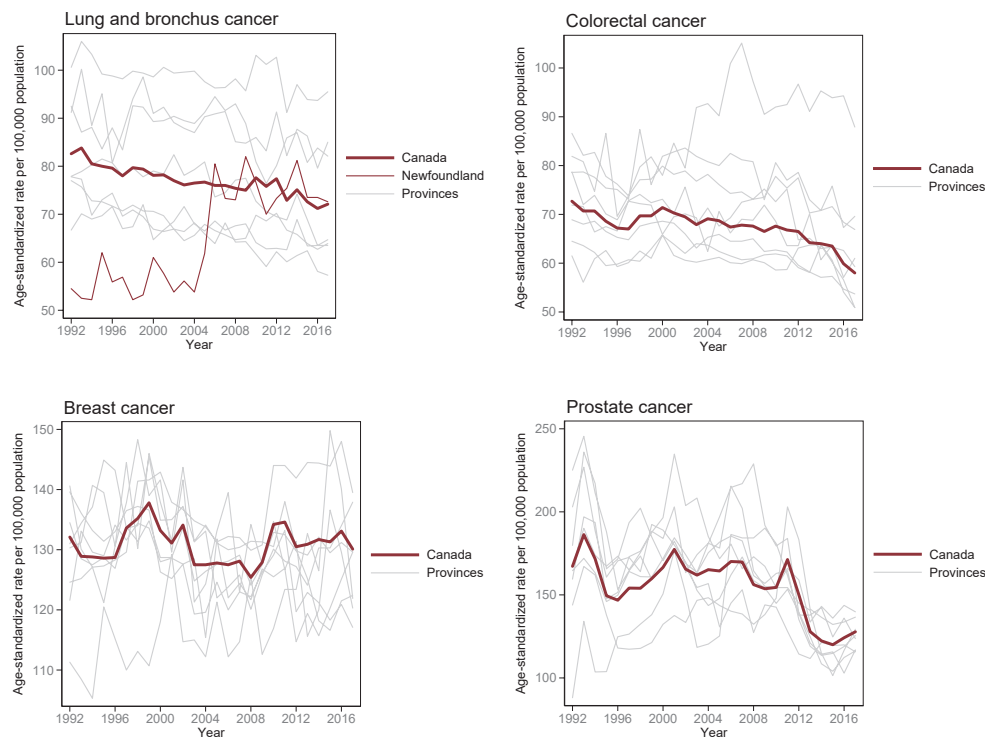 Lung and bronchus cancer
Age-standardized rate per 100,000 population
100
90
80
70
60
50
1992 1996 2000 2004 2008 2012 2016
Year
Canada
Newfoundland
Provinces
Colorectal cancer
Age-standardized rate per 100,000 population
100
90
80
70
60
50
1992 1996 2000 2004 2008 2012 2016
Year
Canada
Provinces
Breast cancer
Age-standardized rate per 100,000 population
150
140
130
120
110
1992 1996 2000 2004 2008 2012 2016
Year
Canada
Provinces
Prostate cancer
Age-standardized rate per 100,000 population
250
200
150
100
1992 1996 2000 2004 2008 2012 2016
Year
Canada
Provinces